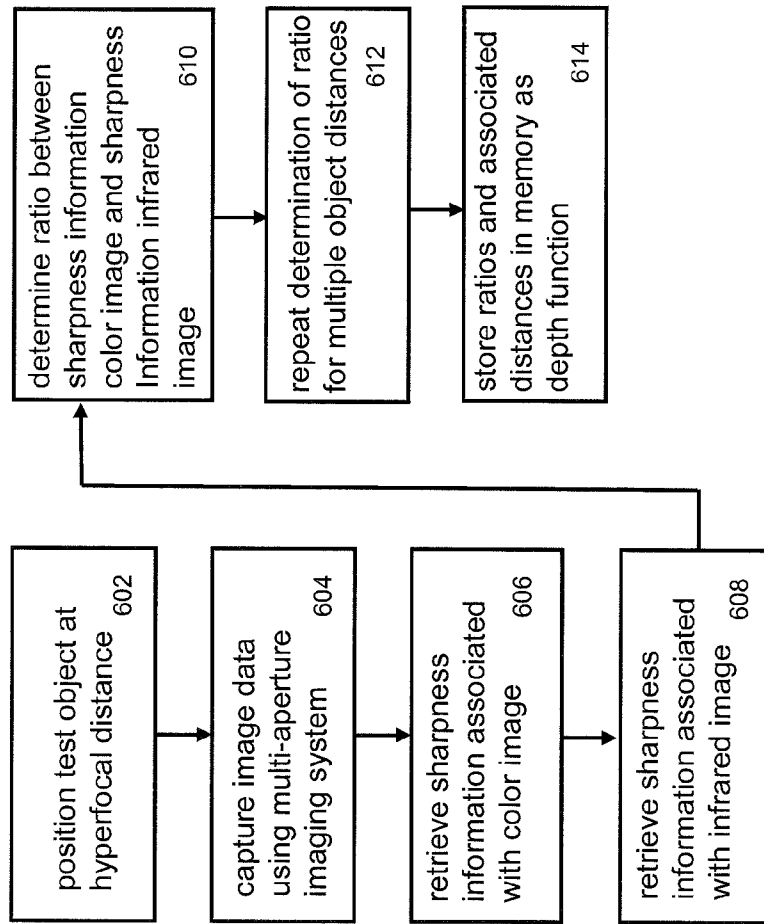 position test object at
hyperfocal distance
602
capture image data
using multi-aperture
imaging system
604
retrieve sharpness
information associated
with color image
606
retrieve sharpness
information associated
with infrared image
608
determine ratio between
sharpness information
color image and sharpness
Information infrared
image
610
repeat determination of ratio
for multiple object distances
612
store ratios and associated
distances in memory as
depth function
614